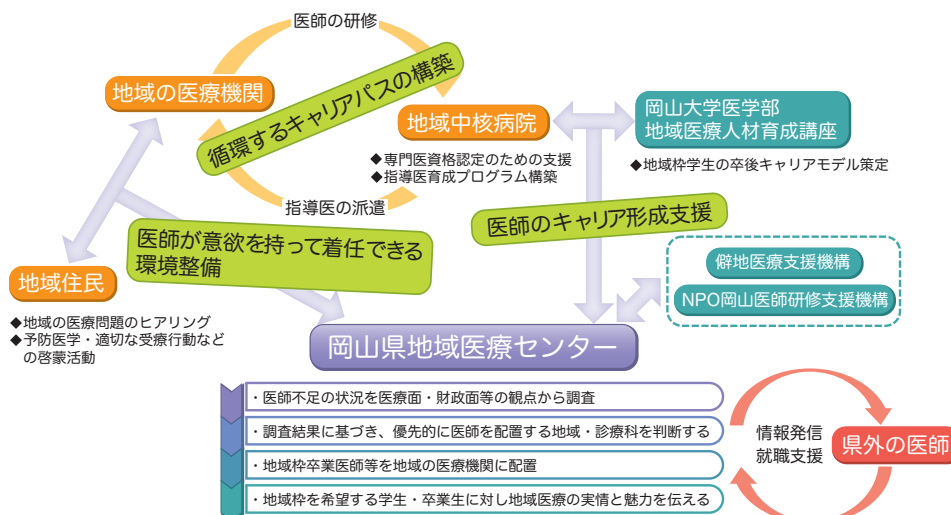 医師の研修
地域の医療機関
循環するキャリアパスの構築
地域中核病院
◆専門医資格認定のための支援
◆指導医育成プログラム構築
指導医の派遣
岡山大学医学部
地域医療人材育成講座
◆地域枠学生の卒後キャリアモデル策定
医師のキャリア形成支援
医師が意欲を持って着任できる
環境整備
地域住民
◆地域の医療問題のヒアリング
◆予防医学・適切な受療行動など
の啓蒙活動
僻地医療支援機構
NPO岡山医師研修支援機構
岡山県地域医療センター
・医師不足の状況を医療面・財政面等の観点から調査
・調査結果に基づき、優先的に医師を配置する地域・診療科を判断する
・地域枠卒業医師等を地域の医療機関に配置
・地域枠を希望する学生・卒業生に対し地域医療の実情と魅力を伝える
情報発信
就職支援
県外の医師